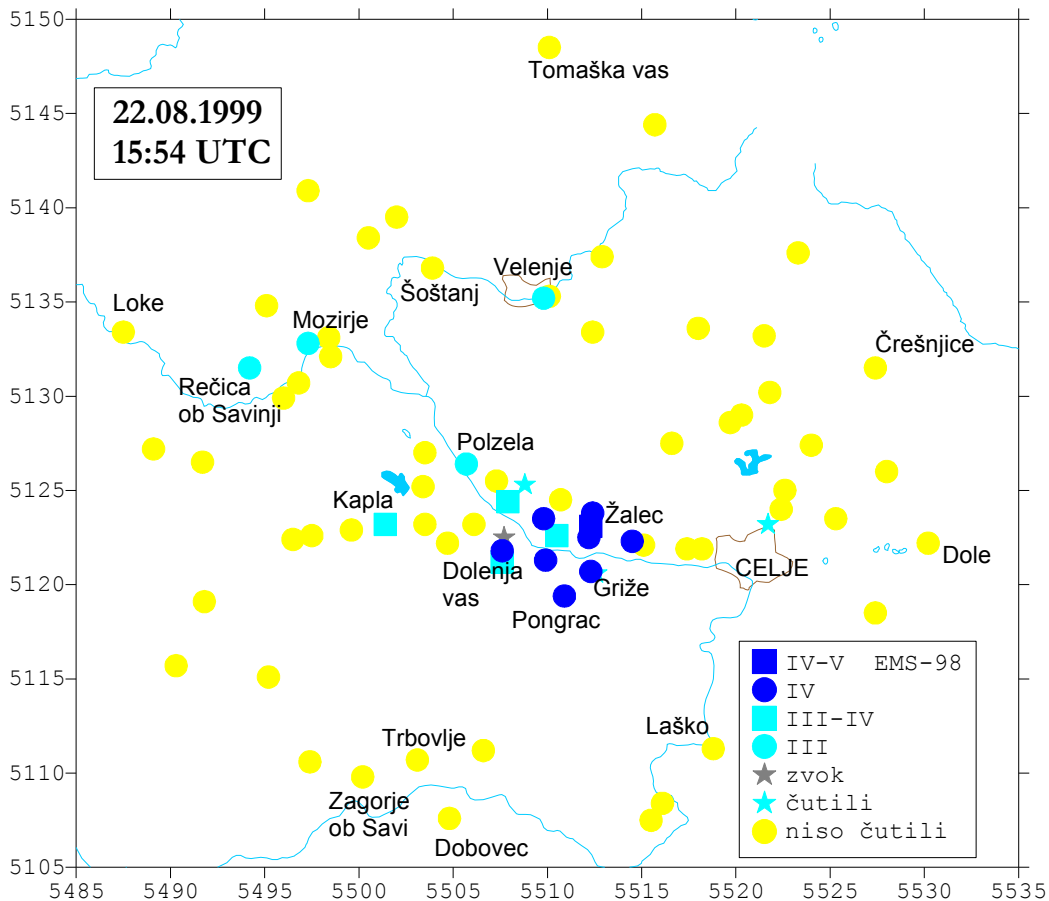 5150
5145
5140
5135
5130
5125
5120
5115
5110
5105
22.08.1999
15:54 UTC
Tomaška vas
Velenje
Šoštanj
Loke
Mozirje
Črešnjice
Rečica
ob Savinji
Polzela
Kapla
Žalec
Dolenja
vas
Griže
CELJE
Dole
Pongrac
Laško
Trbovlje
Zagorje
ob Savi
Dobovec
IV-V EMS-98
IV
III-IV
III
zvok
čutili
niso čutili
5485 5490 5495 5500 5505 5510 5515 5520 5525 5530 5535